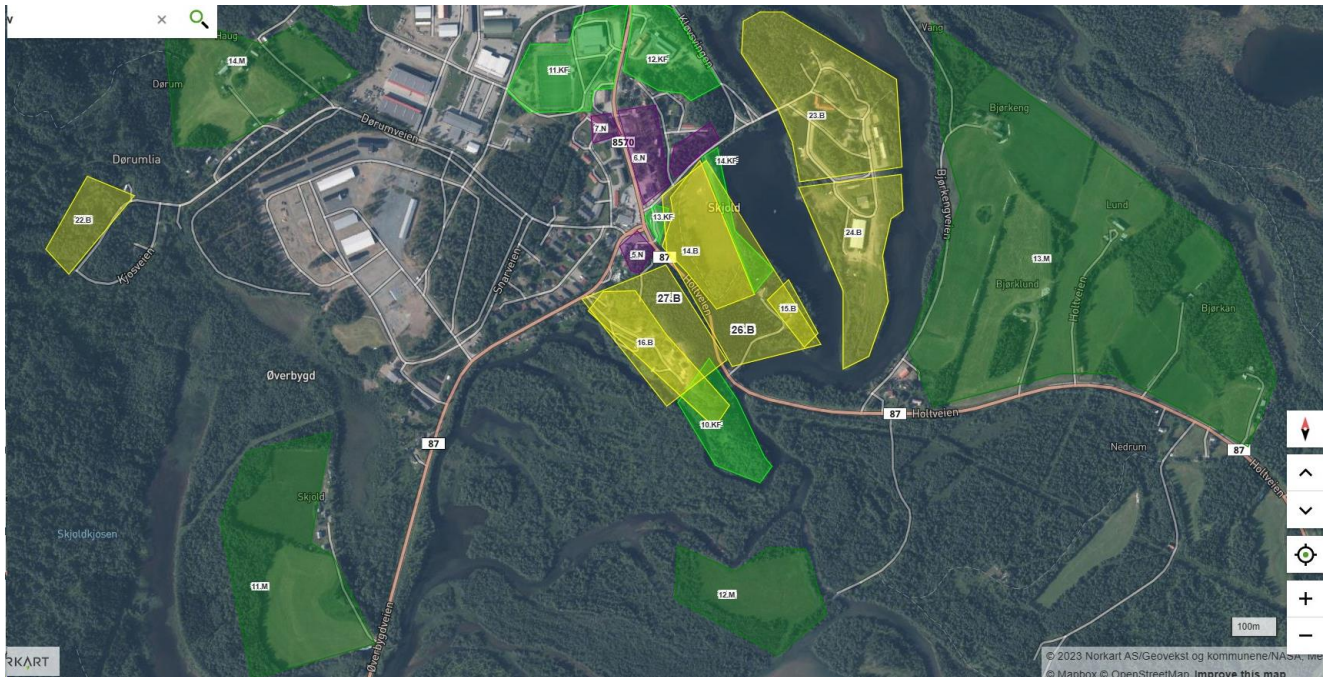 v
Haug
14.M
Dørum
Dørumveien
Dørumlia
22.B
Kjosveien
11.KF
12.KF
Kløvsvingen
7.N
8570
6.N
14.KF
13.KF
Skjold
5.N
87
14.B
Holtveien
27.B
26.B
15.B
16.B
10.KF
Snarveien
23.B
24.B
Vang
Bjørkeng
Bjørkengveien
Lund
13.M
Bjørklund
Holtveien
Bjørkan
Øverbygd
87
87
Holtveien
Nedrum
87
Holtveien
Skjold
Skjoldkjosen
11.M
12.M
Øverbygdveien
100m
RKART
© 2023 Norkart AS/Geovekst og kommunene/NASA, Me
© Mapbox © OpenStreetMap Improve this map